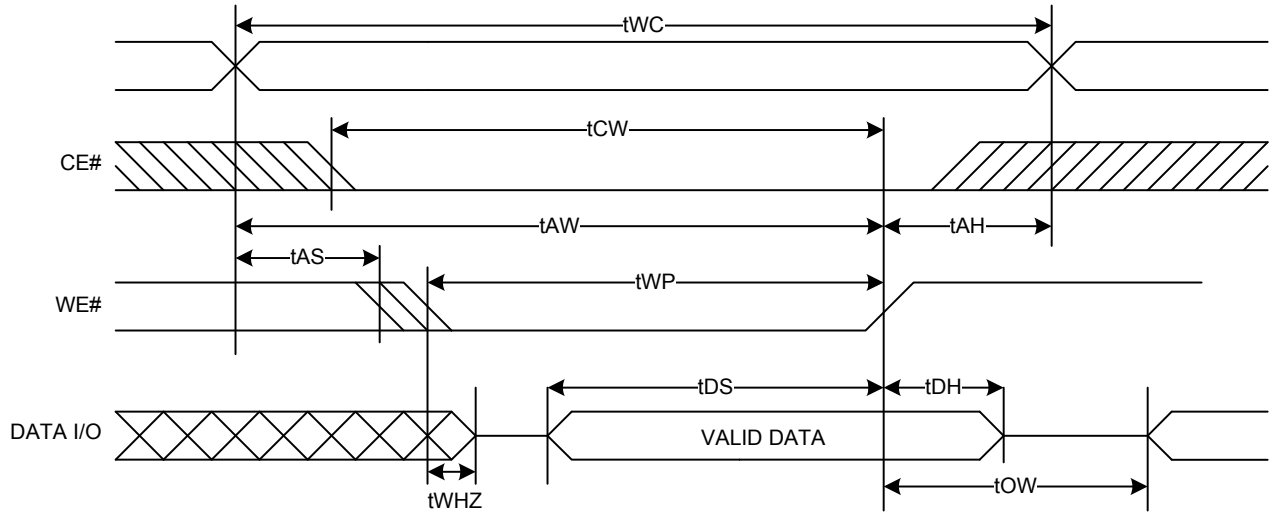 tWC
tCW
CE#
tAW
tAH
tAS
tWP
WE#
tDS
tDH
DATA I/O
VALID DATA
tWHZ
tOW